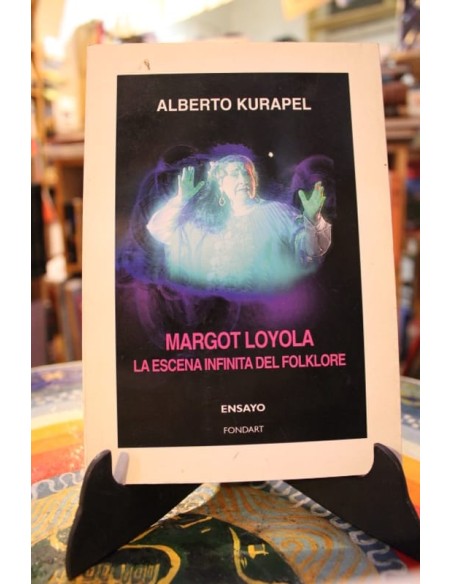 ALBERTO KURAPEL
MARGOT LOYOLA
LA ESCENA INFINITA DEL FOLKLORE
ENSAYO
FONDART